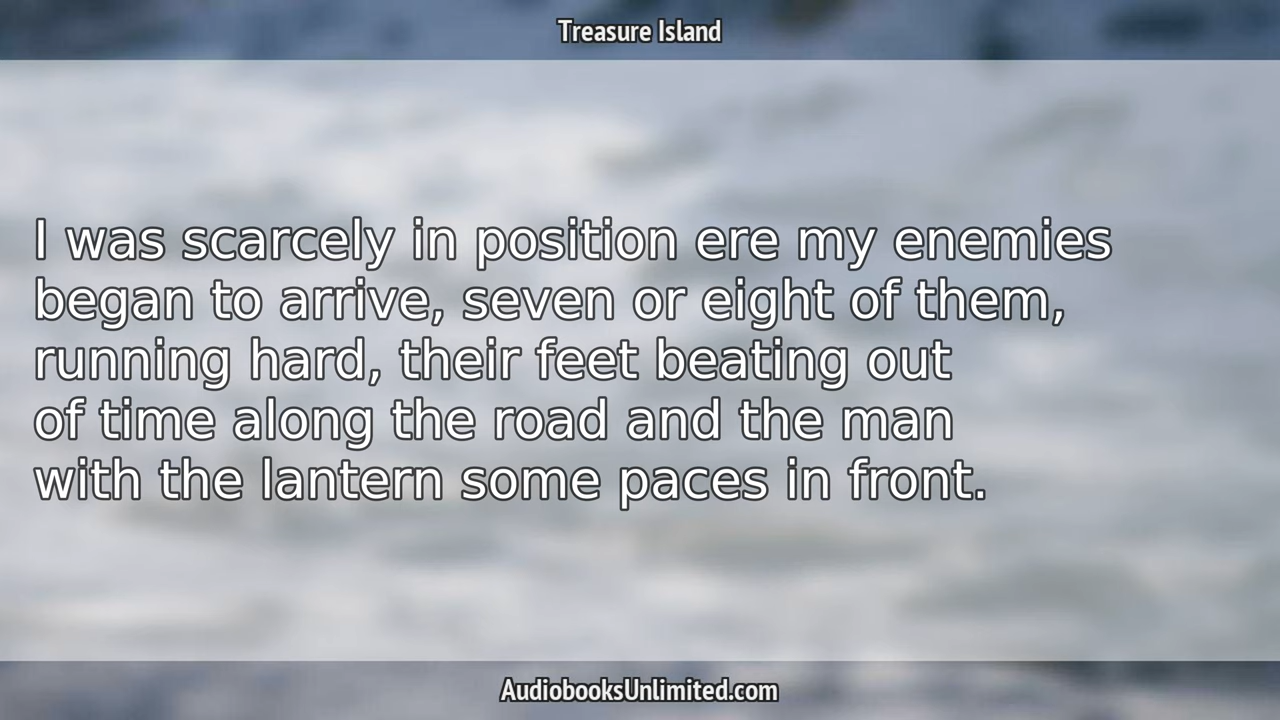 Treasure Island
I was scarcely in position ere my enemies
began to arrive, seven or eight of them,
running hard, their feet beating out
of time along the road and the man
with the lantern some paces in front.
AudiobooksUnlimited.com